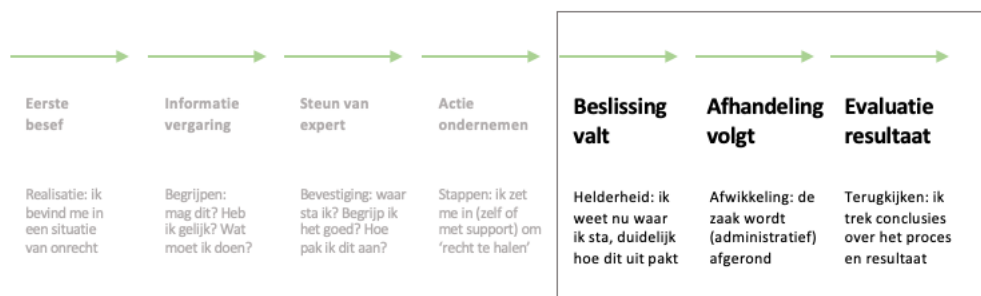 Eerste
besef
Informatie
vergaring
Steun van
expert
Actie
ondernemen
Beslissing
valt
Afhandeling
volgt
Evaluatie
resultaat
Realisatie: ik
bevind me in
een situatie
van onrecht
Begrijpen:
mag dit? Heb
ik gelijk? Wat
moet ik doen?
Bevestiging: waar
sta ik? Begrijp ik
het goed? Hoe
pak ik dit aan?
Stappen: ik zet
me in (zelf of
met support) om
‘recht te halen’
Helderheid: ik
weet nu waar
ik sta, duidelijk
hoe dit uit pakt
Afwikkeling: de
zaak wordt
(administratief)
afgerond
Terugkijken: ik
trek conclusies
over het proces
en resultaat